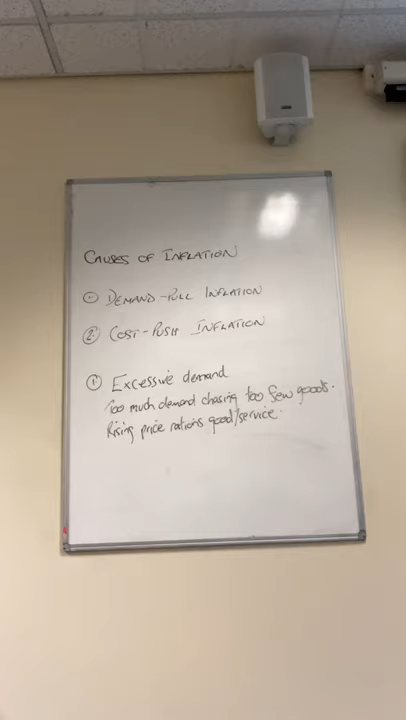 CAUSES OF INFLATION
① DEMAND-PULL INFLATION
② COST-PUSH INFLATION
① Excessive demand
Too much demand chasing too few goods.
Rising price rations good/service.